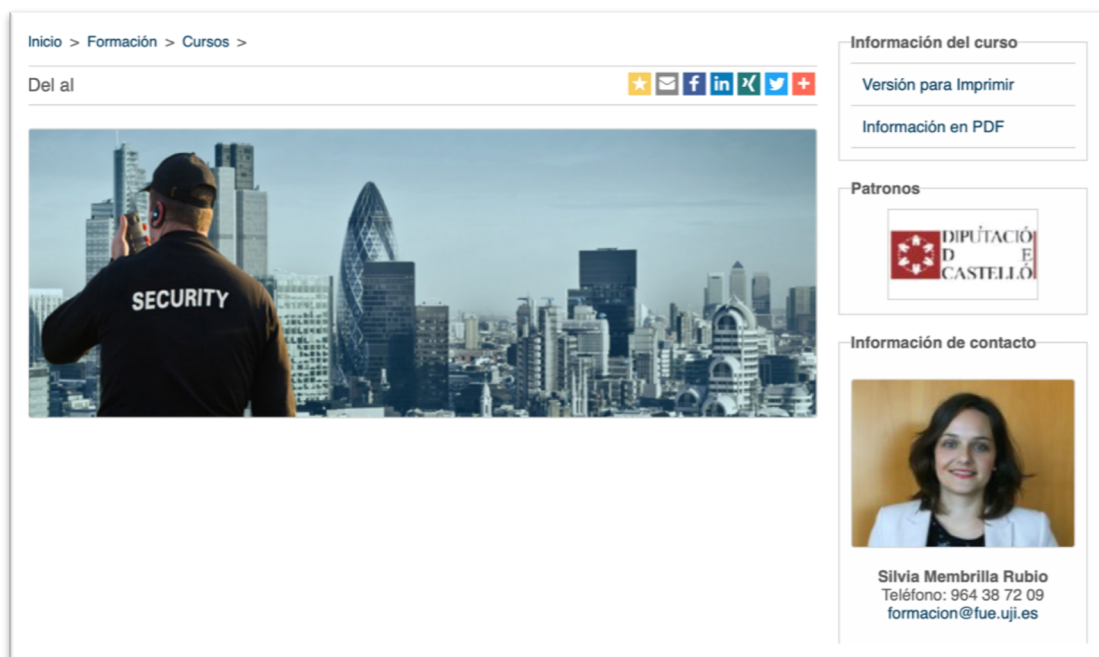 Inicio > Formación > Cursos >
Del al
SECURITY
Información del curso
Versión para Imprimir
Información en PDF
Patronos
DIPUTACIÓ
D E
CASTELLÓ
Información de contacto
Silvia Membrilla Rubio
Teléfono: 964 38 72 09
formacion@fue.uji.es